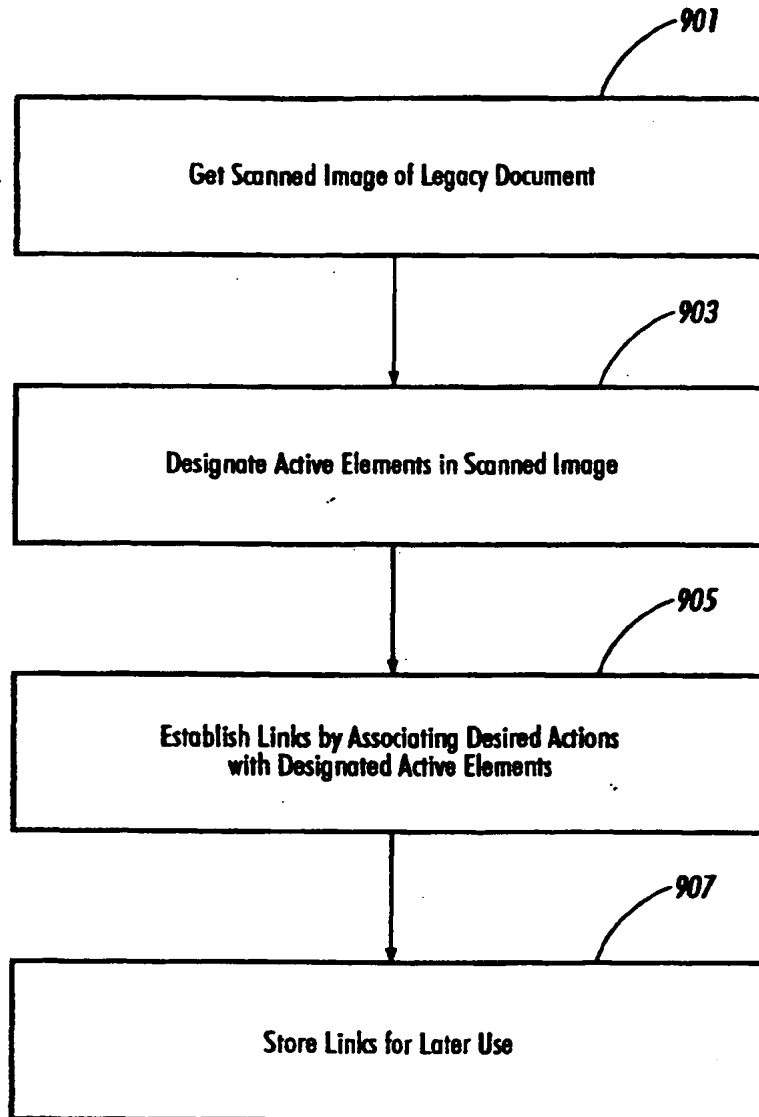 901
Get Scanned Image of Legacy Document
903
Designate Active Elements in Scanned Image
905
Establish Links by Associating Desired Actions
with Designated Active Elements
907
Store Links for Later Use